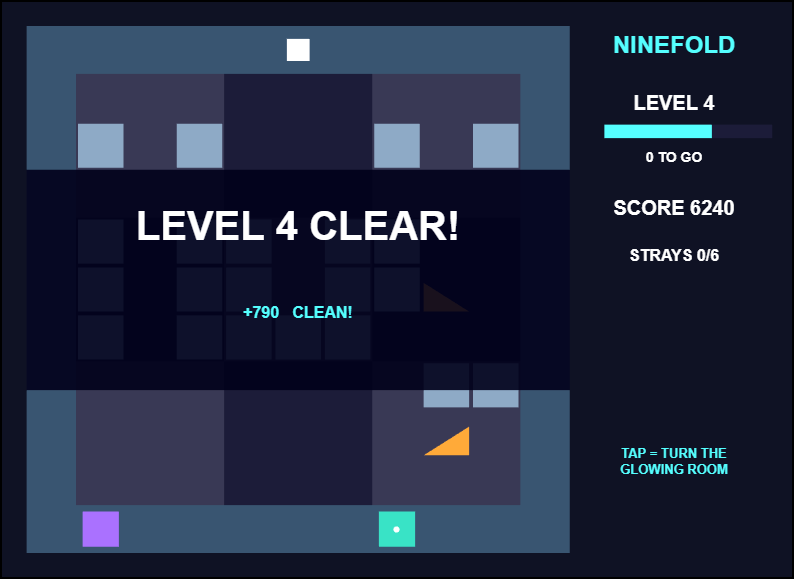 NINEFOLD
LEVEL 4
0 TO GO
SCORE 6240
STRAYS 0/6
LEVEL 4 CLEAR!
+790 CLEAN!
TAP = TURN THE
GLOWING ROOM